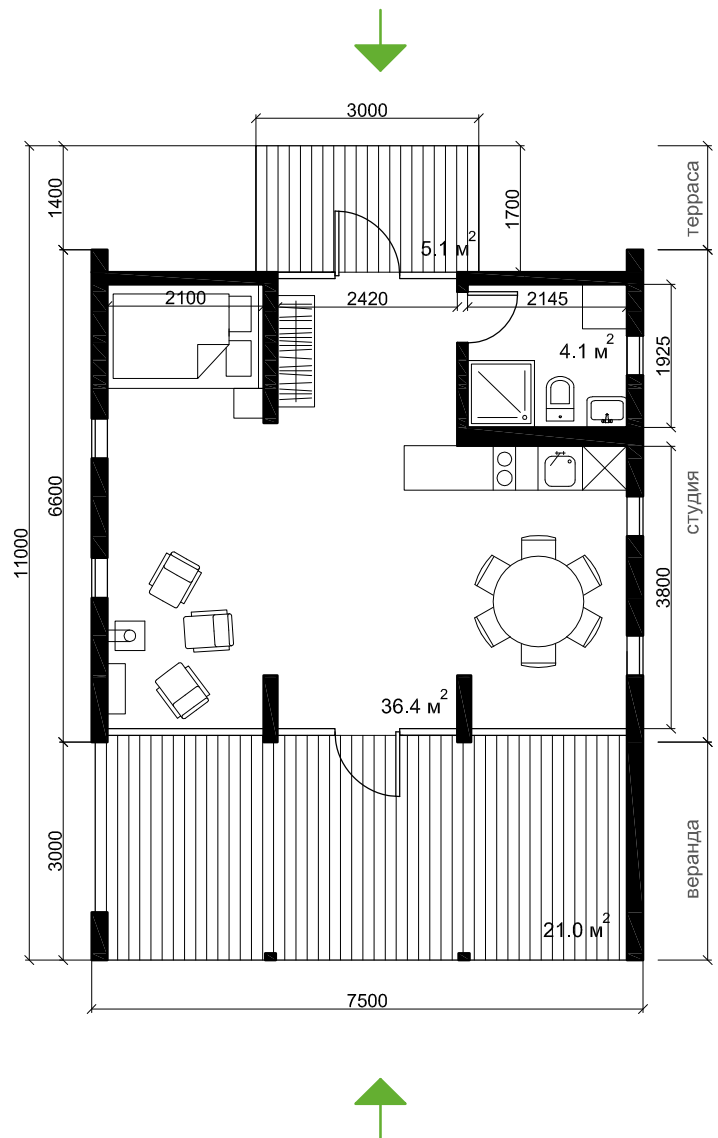 3000
1400
1700
терраса
5.1 м²
2100
2420
2145
4.1 м²
1925
11000
6600
студия
3800
36.4 м²
3000
веранда
21.0 м²
7500